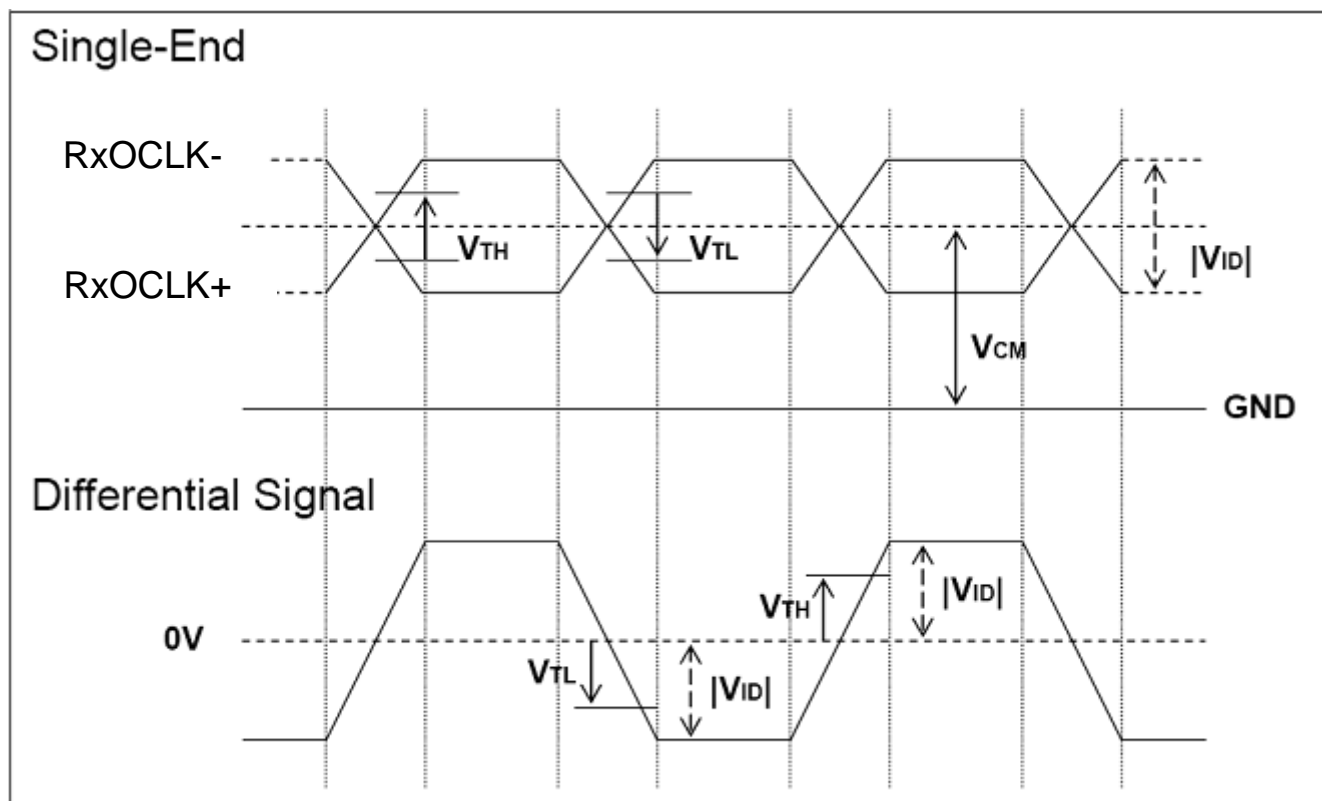 Single-End
RxOCLK-
VTH
VTL
|VID|
RxOCLK+
VCM
GND
Differential Signal
VTH
|VID|
0V
VTL
|VID|